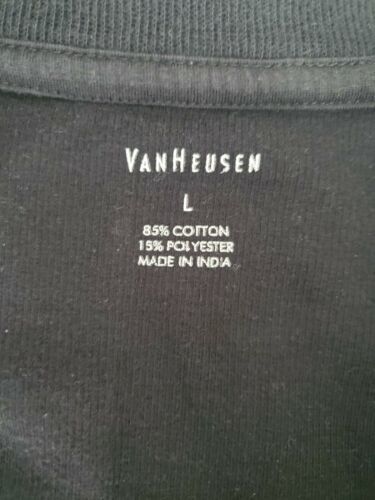 VANHEUSEN
L
85% COTTON
15% POLYESTER
MADE IN INDIA